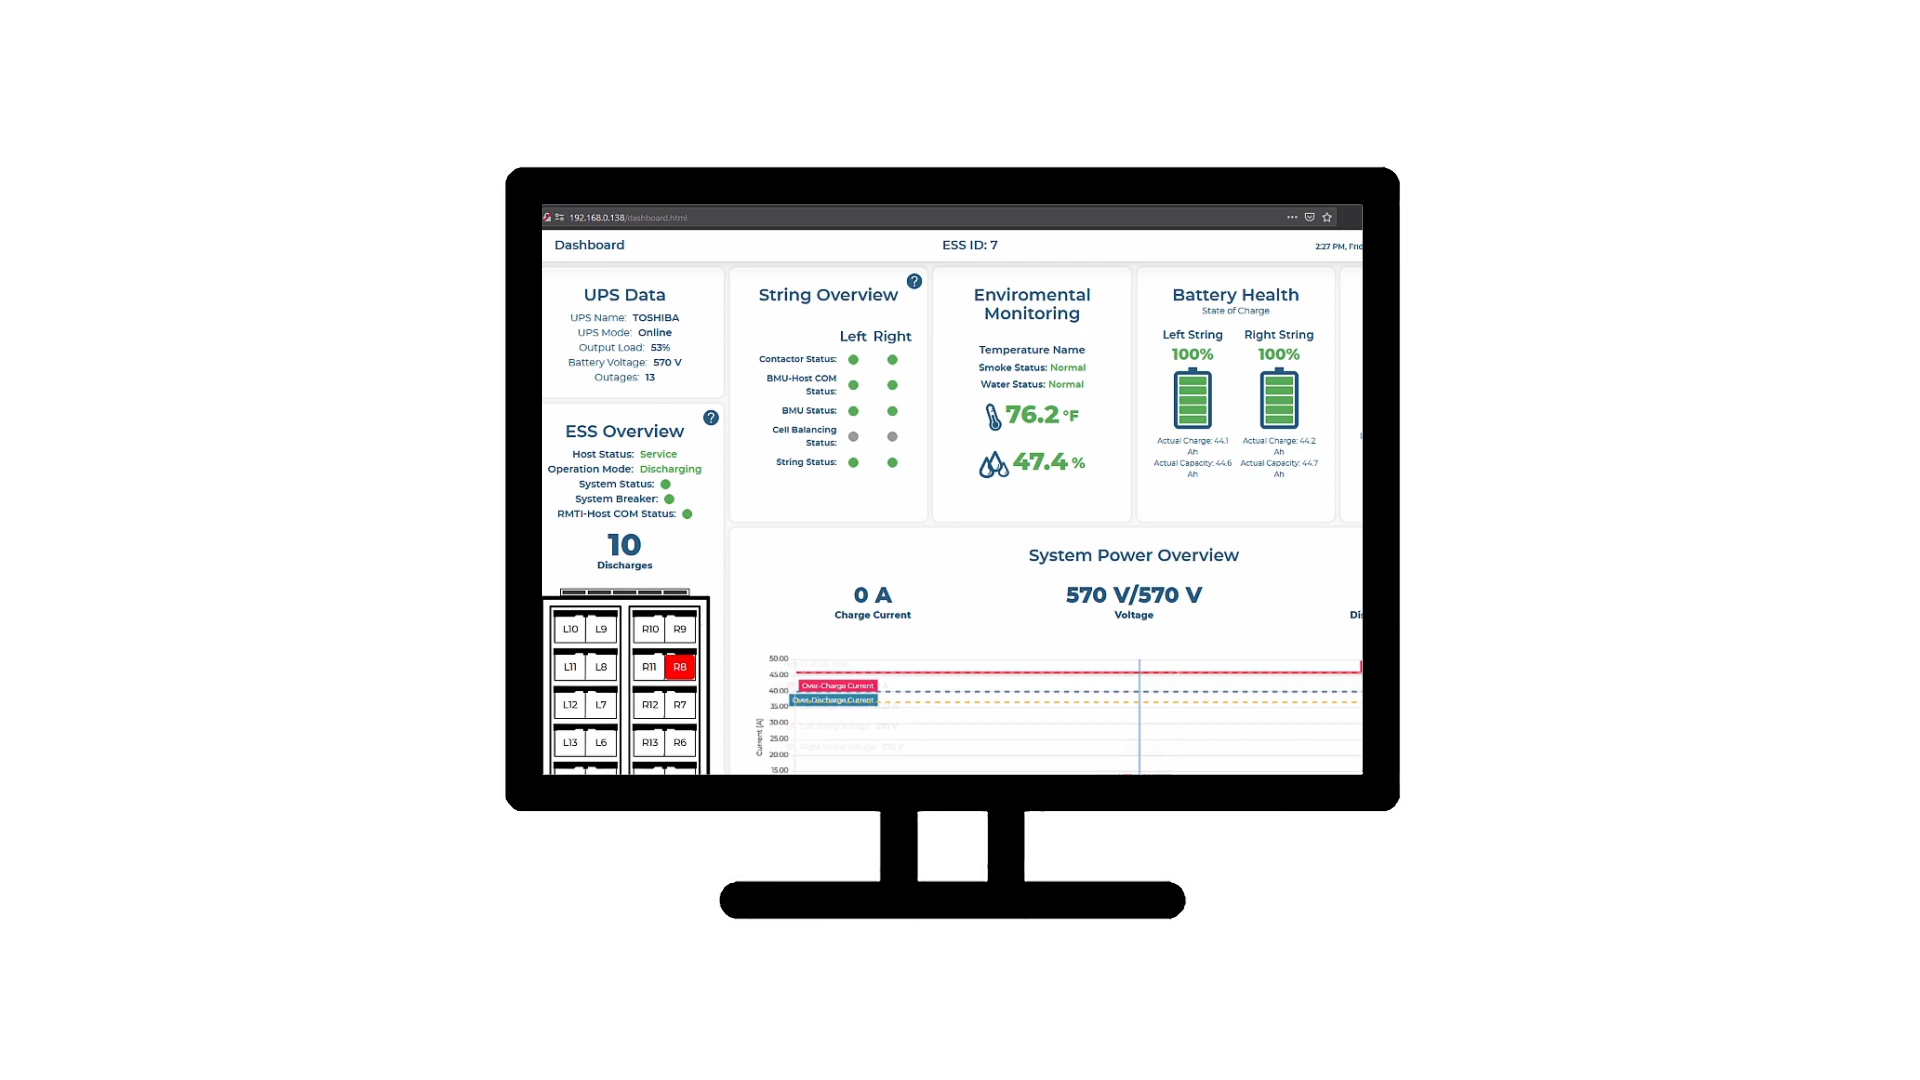 192.168.0.138/dashboard.html
Dashboard
ESS ID: 7
2:27 PM,
UPS Data
UPS Name: TOSHIBA
UPS Mode: Online
Output Load: 53%
Battery Voltage: 570 V
Outages: 13
ESS Overview
?
Host Status: Service
Operation Mode: Discharging
System Status:
System Breaker:
RMTI-Host COM Status:
10
Discharges
L10 L9 R10 R9
L11 L8 R11 R8
L12 L7 R12 R7
L13 L6 R13 R6
String Overview
?
Left Right
Contactor Status:
BMU-Host COM
Status:
BMU Status:
Cell Balancing
Status:
String Status:
Enviromental
Monitoring
Temperature Name
Smoke Status: Normal
Water Status: Normal
76.2 °F
47.4 %
Battery Health
State of Charge
Left String Right String
100% 100%
Actual Charge: 44.1
Ah
Actual Capacity: 44.6
Ah
Actual Charge: 44.2
Ah
Actual Capacity: 44.7
Ah
System Power Overview
0 A
Charge Current
570 V/570 V
Voltage
50.00
45.00
Over-Charge Current
40.00
Over-Discharge Current
35.00
30.00
25.00
20.00
15.00
Current [A]